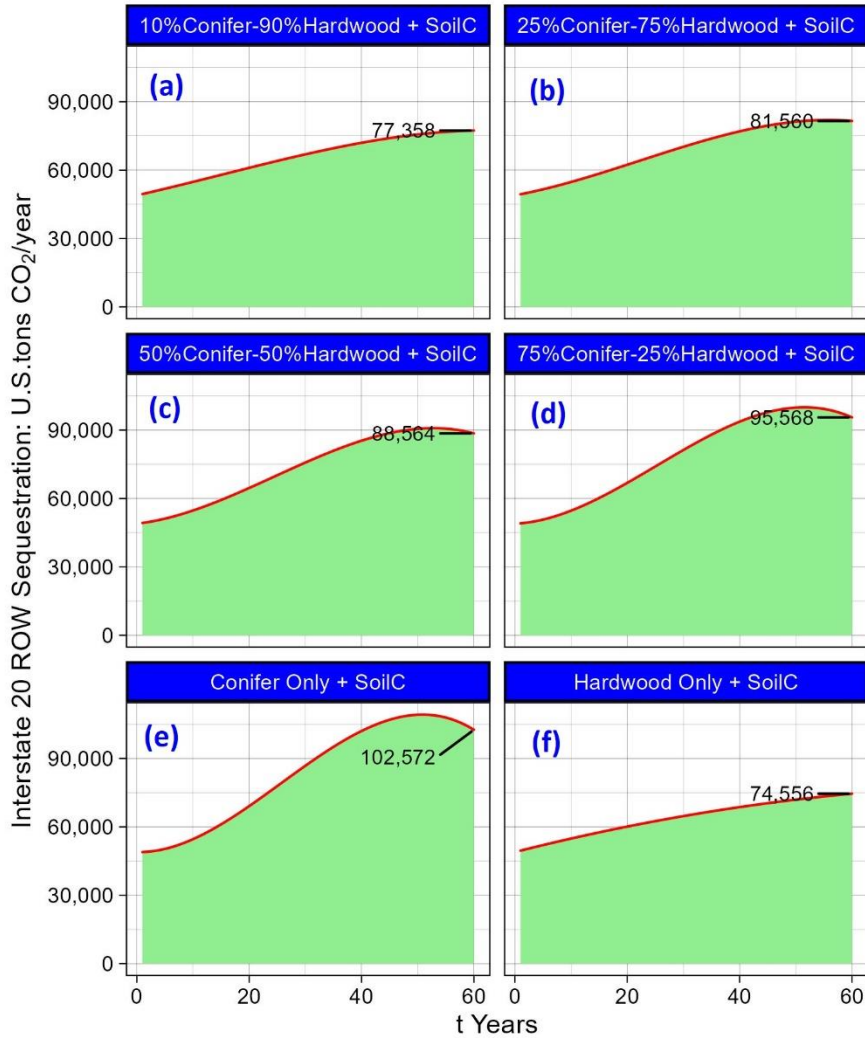 Interstate 20 ROW Sequestration: U.S.tons CO₂/year
10%Conifer-90%Hardwood + SoilC
(a)
77,358
90,000
60,000
30,000
0
25%Conifer-75%Hardwood + SoilC
(b)
81,560
50%Conifer-50%Hardwood + SoilC
(c)
88,564
90,000
60,000
30,000
0
75%Conifer-25%Hardwood + SoilC
(d)
95,568
Conifer Only + SoilC
(e)
102,572
90,000
60,000
30,000
0
0 20 40 60
Hardwood Only + SoilC
(f)
74,556
0 20 40 60
t Years